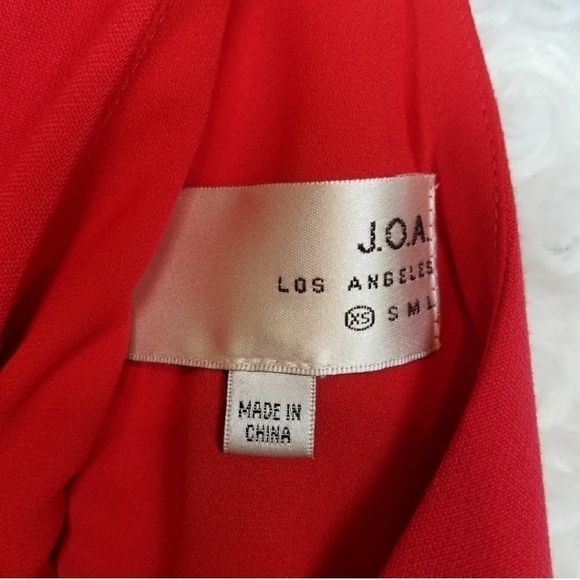 J.O.A.
LOS ANGELES
XS S M L
MADE IN
CHINA